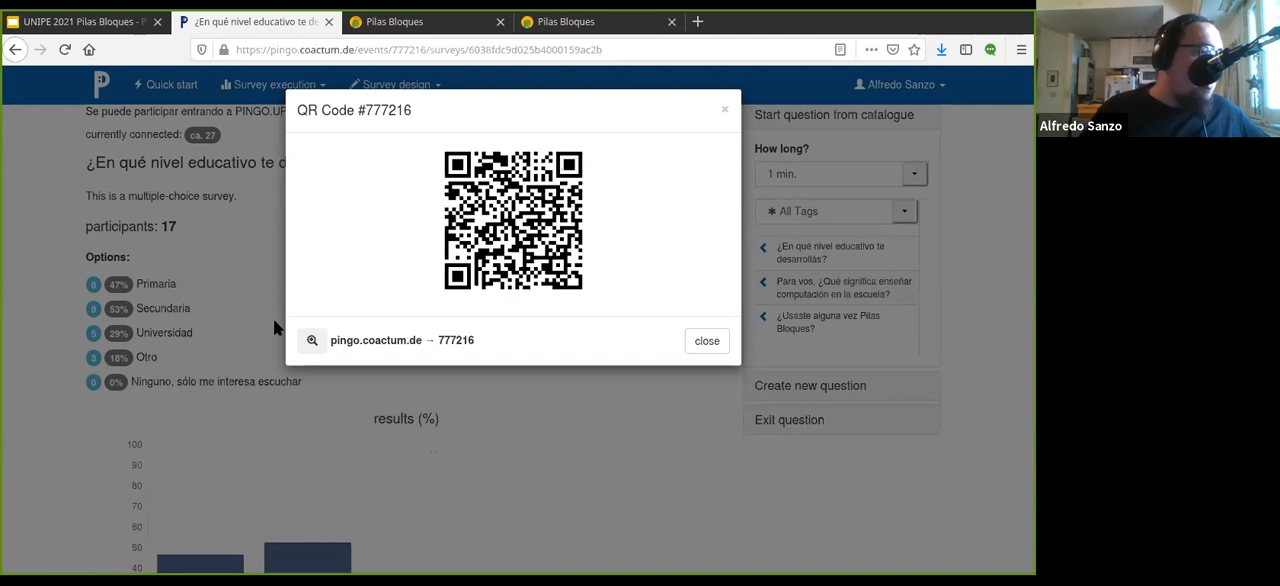 UNIPE 2021 Pilas Bloques - P
¿En qué nivel educativo te de
Pilas Bloques
Pilas Bloques
https://pingo.coactum.de/events/777216/surveys/6038fdc9d025b4000159ac2b
Quick start
Survey execution
Survey design
Alfredo Sanzo
Se puede participar entrando a PINGO.UP
currently connected: ca. 27
¿En qué nivel educativo te d
This is a multiple-choice survey.
participants: 17
Options:
8 47% Primaria
9 53% Secundaria
5 29% Universidad
3 18% Otro
0 0% Ninguno, sólo me interesa escuchar
results (%)
100
90
80
70
60
50
40
QR Code #777216
×
pingo.coactum.de → 777216
close
Start question from catalogue
How long?
1 min.
✱ All Tags
¿En qué nivel educativo te
desarrollás?
Para vos, ¿Qué significa enseñar
computación en la escuela?
¿Usaste alguna vez Pilas
Bloques?
Create new question
Exit question
Alfredo Sanzo